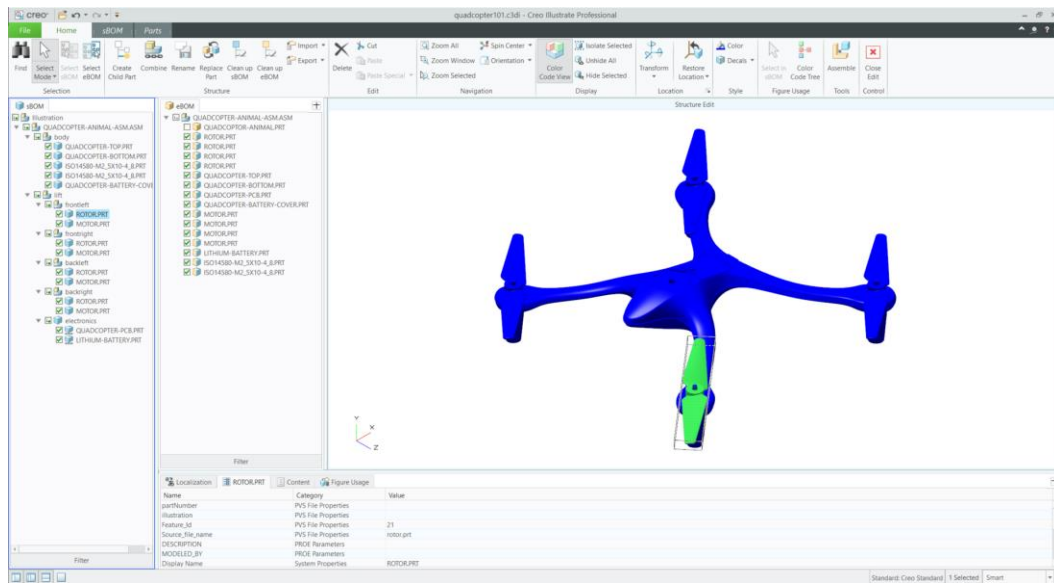 creo
quadcopter101.c3di - Creo Illustrate Professional
File Home sBOM Parts
Find
Select Mode
Select sBOM
Select eBOM
Create Child Part
Combine
Rename
Replace Part
Clean up sBOM
Clean up eBOM
Import
Export
Delete
Cut
Paste
Paste Special
Zoom All
Zoom Window
Zoom Selected
Spin Center
Orientation
Color Code View
Isolate Selected
Unhide All
Hide Selected
Transform
Restore Location
Color
Decals
Select in sBOM
Color Code Tree
Assemble
Close Edit
Selection Structure Edit Navigation Display Location Style Figure Usage Tools Control
sBOM
Illustration
QUADCOPTER-ANIMAL-ASM.ASM
body
QUADCOPTER-TOP.PRT
QUADCOPTER-BOTTOM.PRT
ISO14580-M2_5X10-4_8.PRT
ISO14580-M2_5X10-4_8.PRT
QUADCOPTER-BATTERY-COVE
lift
frontleft
ROTOR.PRT
MOTOR.PRT
frontright
ROTOR.PRT
MOTOR.PRT
backleft
ROTOR.PRT
MOTOR.PRT
backright
ROTOR.PRT
MOTOR.PRT
electronics
QUADCOPTER-PCB.PRT
LITHIUM-BATTERY.PRT
Filter
eBOM
QUADCOPTER-ANIMAL-ASM.ASM
QUADCOPTOR-ANIMAL.PRT
ROTOR.PRT
ROTOR.PRT
ROTOR.PRT
ROTOR.PRT
QUADCOPTER-TOP.PRT
QUADCOPTER-BOTTOM.PRT
QUADCOPTER-PCB.PRT
QUADCOPTER-BATTERY-COVER.PRT
MOTOR.PRT
MOTOR.PRT
MOTOR.PRT
MOTOR.PRT
LITHIUM-BATTERY.PRT
ISO14580-M2_5X10-4_8.PRT
ISO14580-M2_5X10-4_8.PRT
Filter
Structure Edit
Y
X
Z
Localization ROTOR.PRT Content Figure Usage
Name Category Value
partNumber PVS File Properties
illustration PVS File Properties
Feature_Id PVS File Properties 21
Source_file_name PVS File Properties rotor.prt
DESCRIPTION PROE Parameters
MODELED_BY PROE Parameters
Display Name System Properties ROTOR.PRT
Standard: Creo Standard 1 Selected Smart